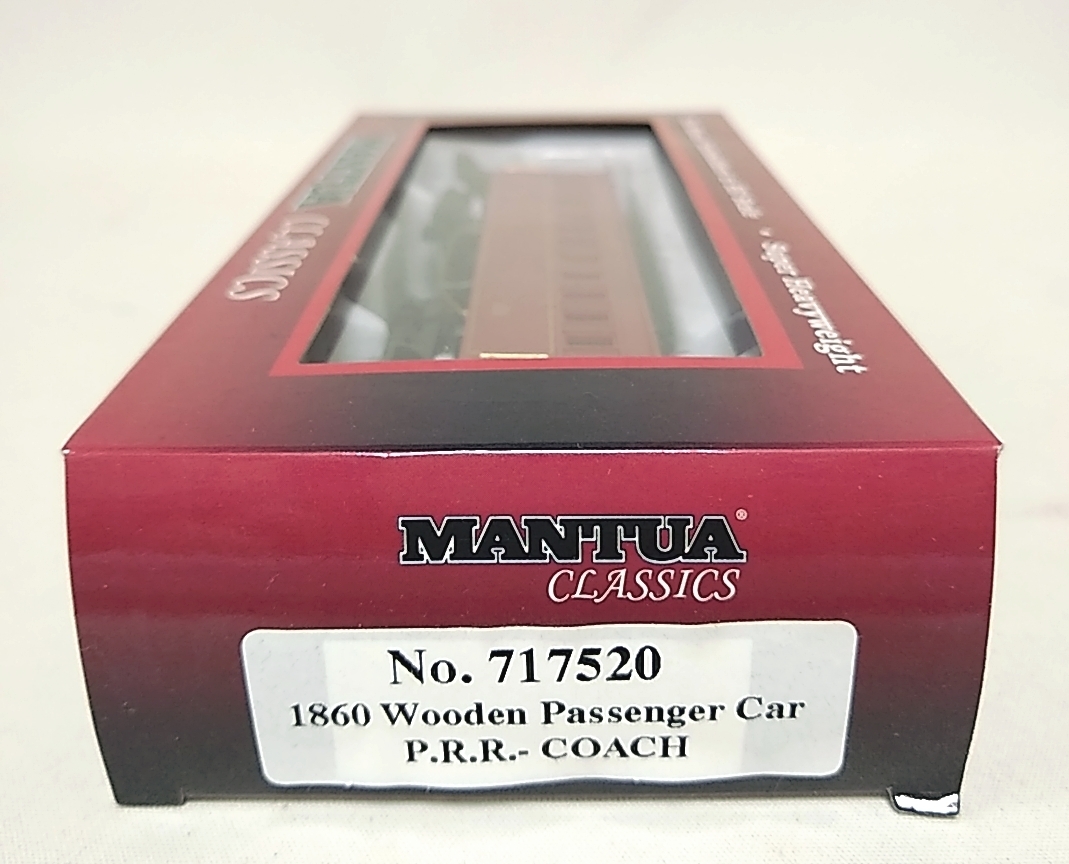 CLASSICS
• Super Heavyweight
MANTUA®
CLASSICS
No. 717520
1860 Wooden Passenger Car
P.R.R.- COACH